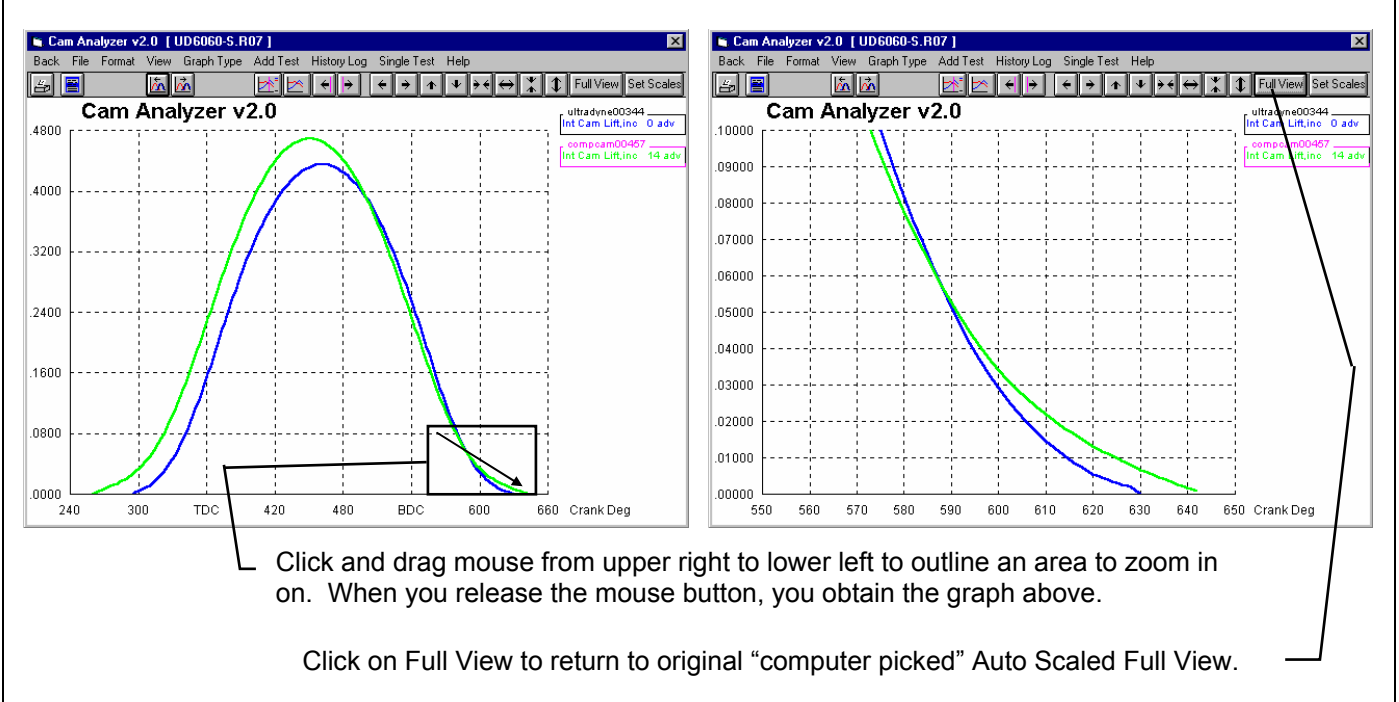 Cam Analyzer v2.0 [ UD6060-S.R07 ]
Back File Format View Graph Type Add Test History Log Single Test Help
Full View Set Scales
Cam Analyzer v2.0
ultradyne00344
Int Cam Lift,inc 0 adv
compcam00457
Int Cam Lift,inc 14 adv
.4800
.4000
.3200
.2400
.1600
.0800
.0000
240 300 TDC 420 480 BDC 600 660 Crank Deg
Cam Analyzer v2.0 [ UD6060-S.R07 ]
Back File Format View Graph Type Add Test History Log Single Test Help
Full View Set Scales
Cam Analyzer v2.0
ultradyne00344
Int Cam Lift,inc 0 adv
compcam00457
Int Cam Lift,inc 14 adv
.10000
.09000
.08000
.07000
.06000
.05000
.04000
.03000
.02000
.01000
.00000
550 560 570 580 590 600 610 620 630 640 650 Crank Deg
Click and drag mouse from upper right to lower left to outline an area to zoom in
on. When you release the mouse button, you obtain the graph above.
Click on Full View to return to original “computer picked” Auto Scaled Full View.